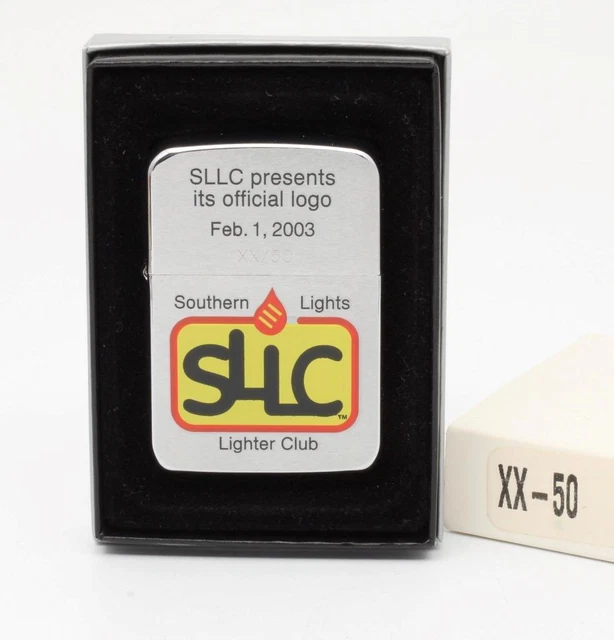 SLLC presents
its official logo
Feb. 1, 2003
XX/50
Southern Lights
SLLC
TM
Lighter Club
XX-50